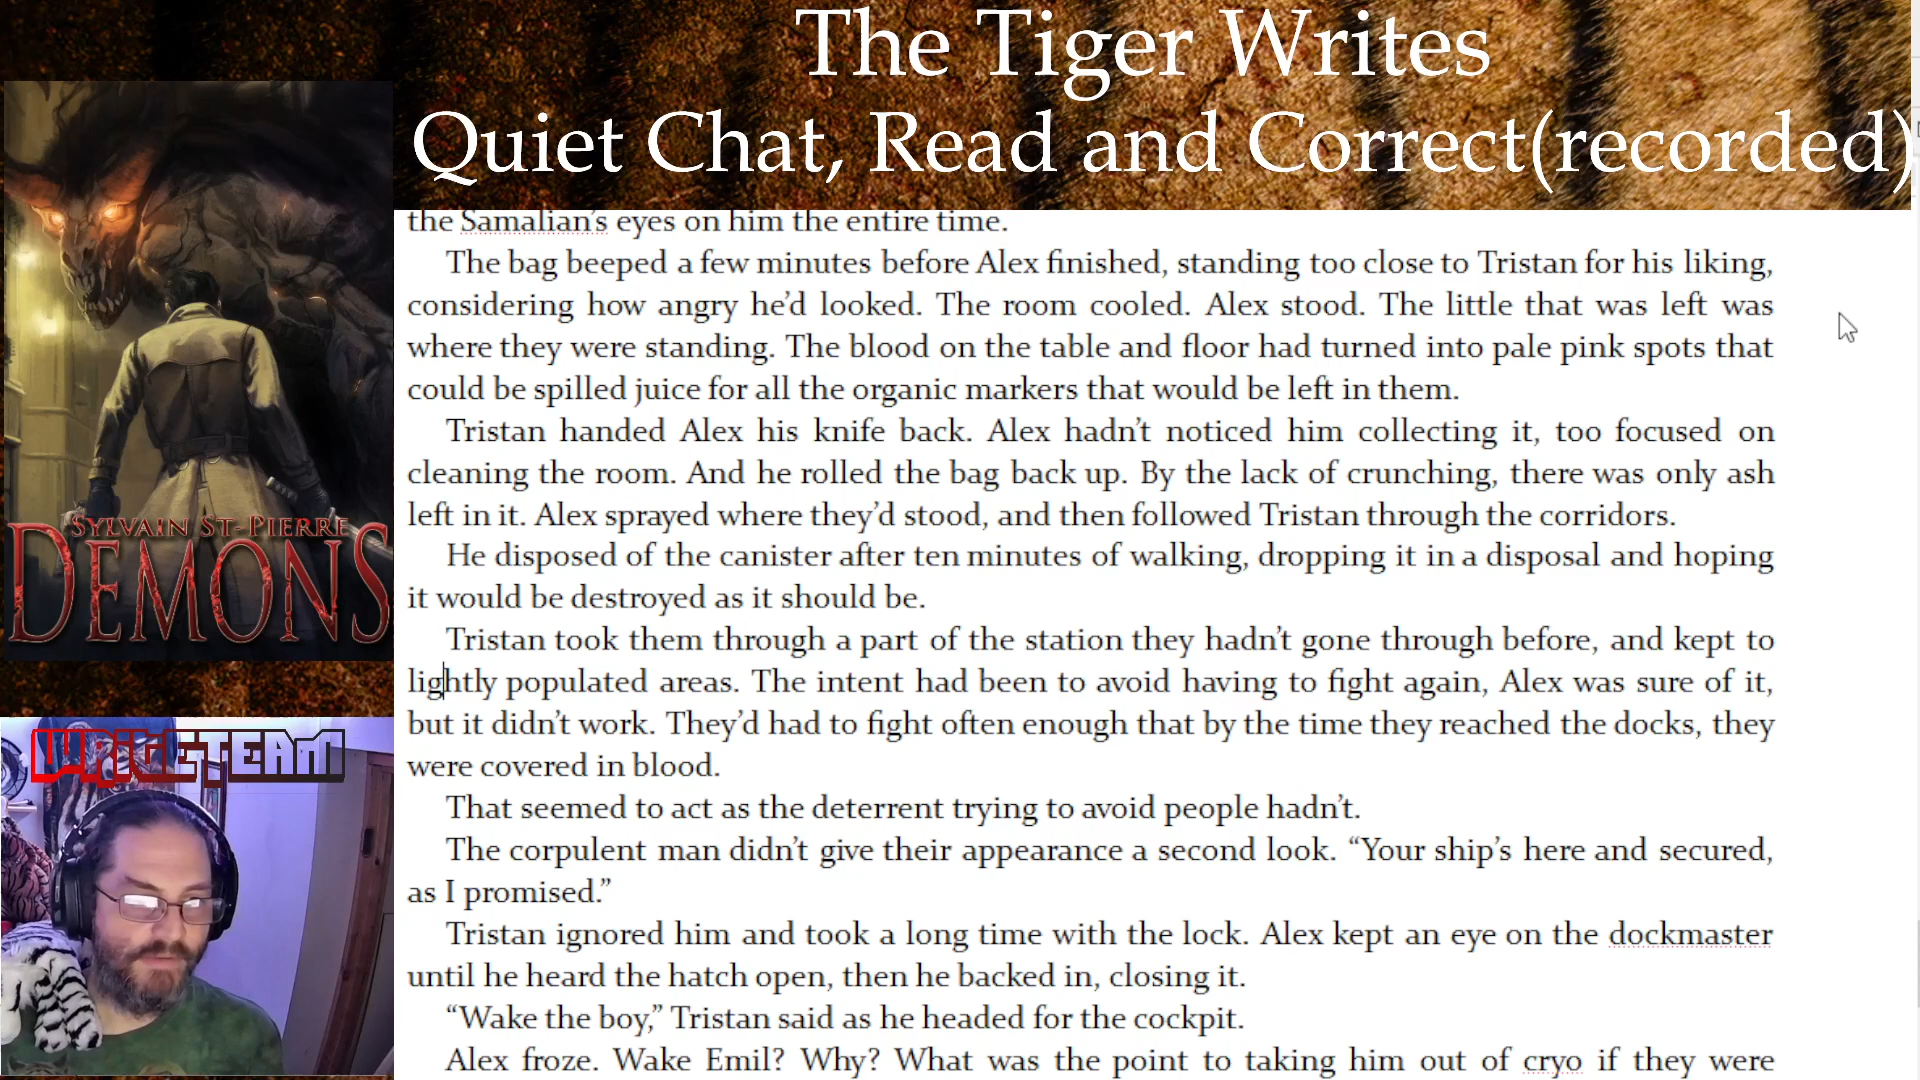 The Tiger Writes
Quiet Chat, Read and Correct(recorded)
SYLVAIN ST-PIERRE
DEMONS
WRITETEAM
the Samalian’s eyes on him the entire time.
The bag beeped a few minutes before Alex finished, standing too close to Tristan for his liking,
considering how angry he’d looked. The room cooled. Alex stood. The little that was left was
where they were standing. The blood on the table and floor had turned into pale pink spots that
could be spilled juice for all the organic markers that would be left in them.
Tristan handed Alex his knife back. Alex hadn’t noticed him collecting it, too focused on
cleaning the room. And he rolled the bag back up. By the lack of crunching, there was only ash
left in it. Alex sprayed where they’d stood, and then followed Tristan through the corridors.
He disposed of the canister after ten minutes of walking, dropping it in a disposal and hoping
it would be destroyed as it should be.
Tristan took them through a part of the station they hadn’t gone through before, and kept to
lightly populated areas. The intent had been to avoid having to fight again, Alex was sure of it,
but it didn’t work. They’d had to fight often enough that by the time they reached the docks, they
were covered in blood.
That seemed to act as the deterrent trying to avoid people hadn’t.
The corpulent man didn’t give their appearance a second look. “Your ship’s here and secured,
as I promised.”
Tristan ignored him and took a long time with the lock. Alex kept an eye on the dockmaster
until he heard the hatch open, then he backed in, closing it.
“Wake the boy,” Tristan said as he headed for the cockpit.
Alex froze. Wake Emil? Why? What was the point to taking him out of cryo if they were